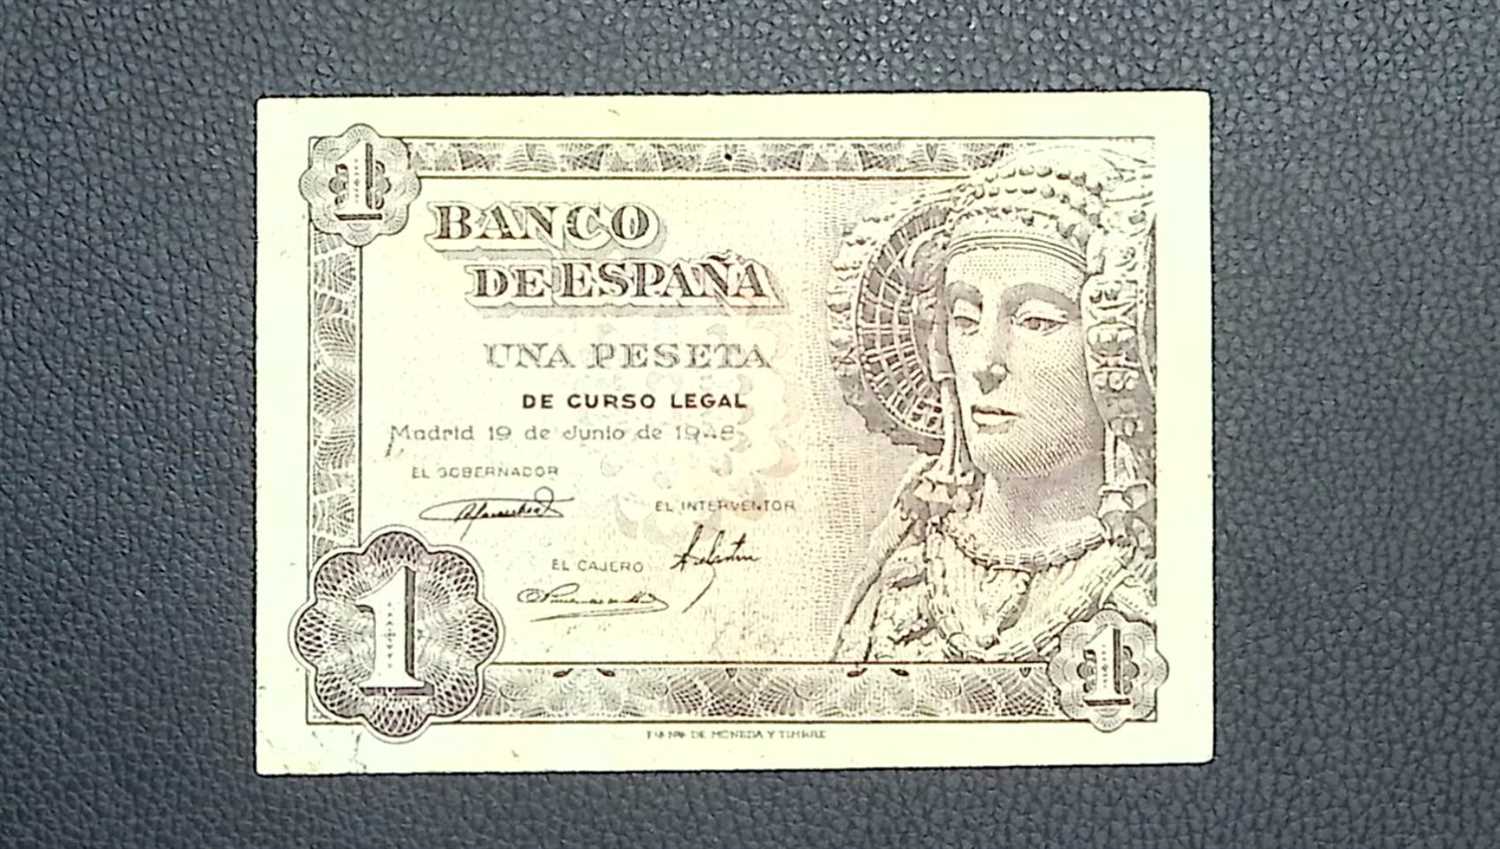 1
BANCO
DE ESPAÑA
UNA PESETA
DE CURSO LEGAL
Madrid 19 de Junio de 1948
EL GOBERNADOR
EL INTERVENTOR
EL CAJERO
1
1
DE MONEDA Y TIMBRE